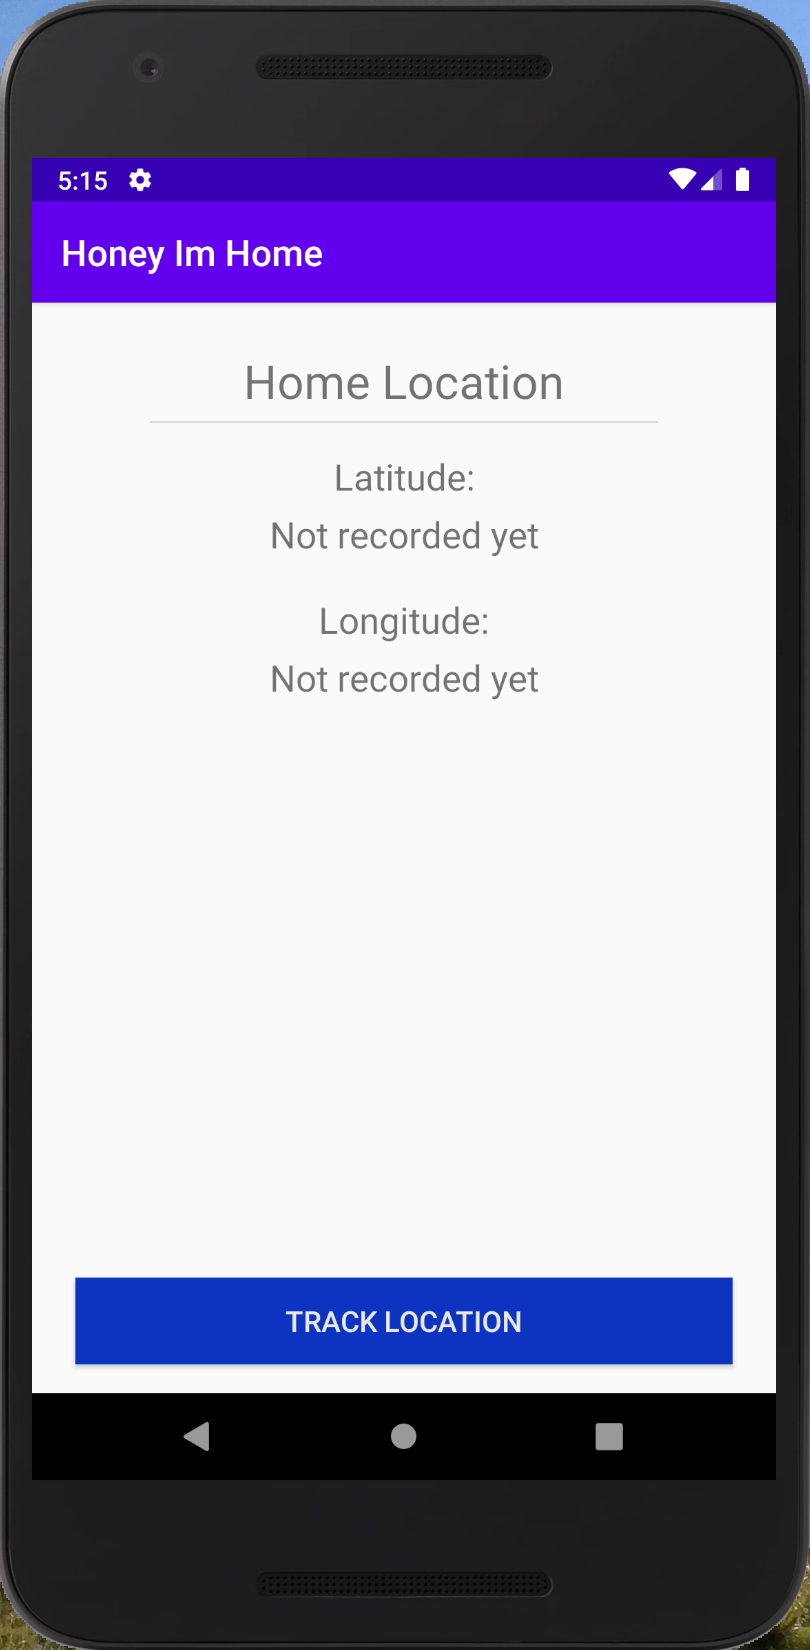 5:15
Honey Im Home
Home Location
Latitude:
Not recorded yet
Longitude:
Not recorded yet
TRACK LOCATION